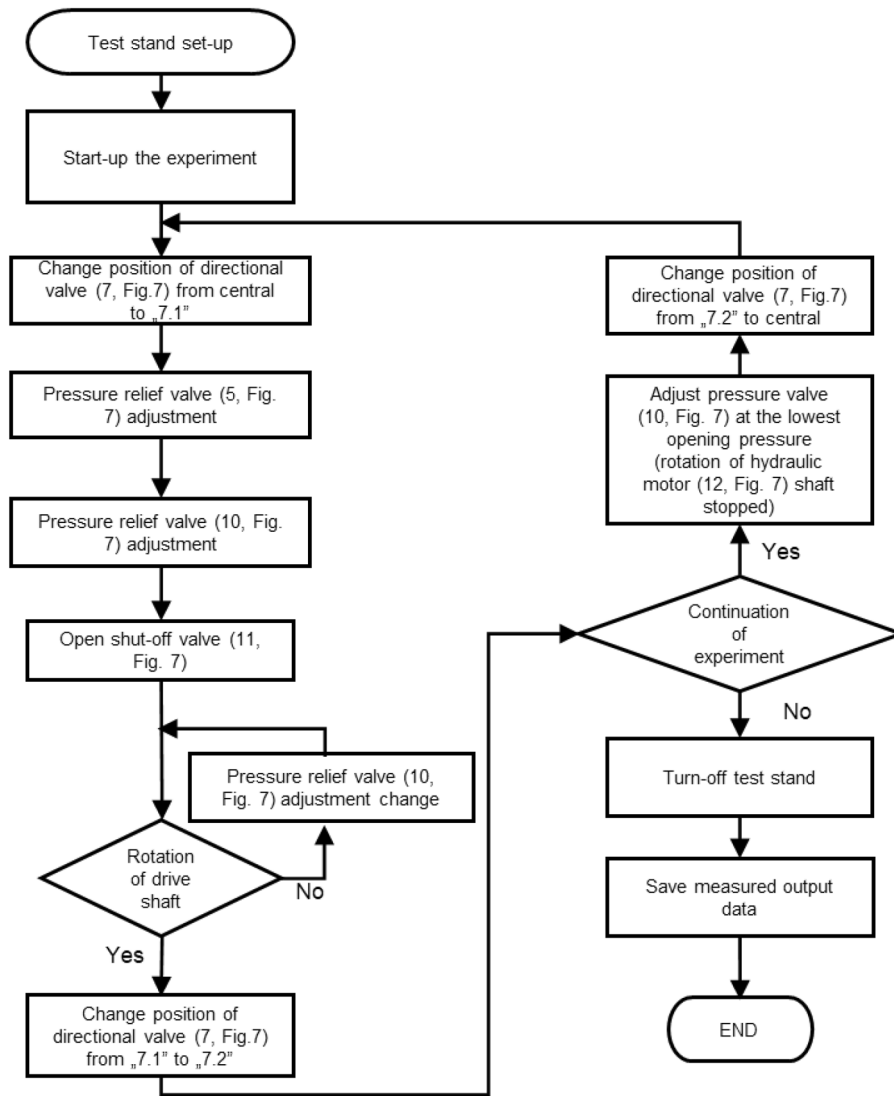 Test stand set-up
Start-up the experiment
Change position of directional
valve (7, Fig.7) from central
to „7.1”
Pressure relief valve (5, Fig.
7) adjustment
Pressure relief valve (10, Fig.
7) adjustment
Open shut-off valve (11,
Fig. 7)
Pressure relief valve (10,
Fig. 7) adjustment change
Rotation
of drive
shaft
No
Yes
Change position of
directional valve (7, Fig.7)
from „7.1” to „7.2”
Change position of
directional valve (7, Fig.7)
from „7.2” to central
Adjust pressure valve
(10, Fig. 7) at the lowest
opening pressure
(rotation of hydraulic
motor (12, Fig. 7) shaft
stopped)
Yes
Continuation
of
experiment
No
Turn-off test stand
Save measured output
data
END